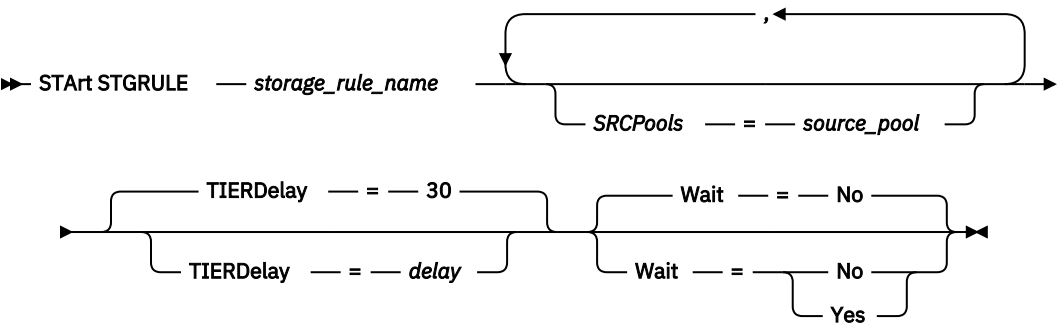 ,
STArt STGRULE storage_rule_name
SRCPools = source_pool
TIERDelay = 30 Wait = No
TIERDelay = delay Wait = No
Yes